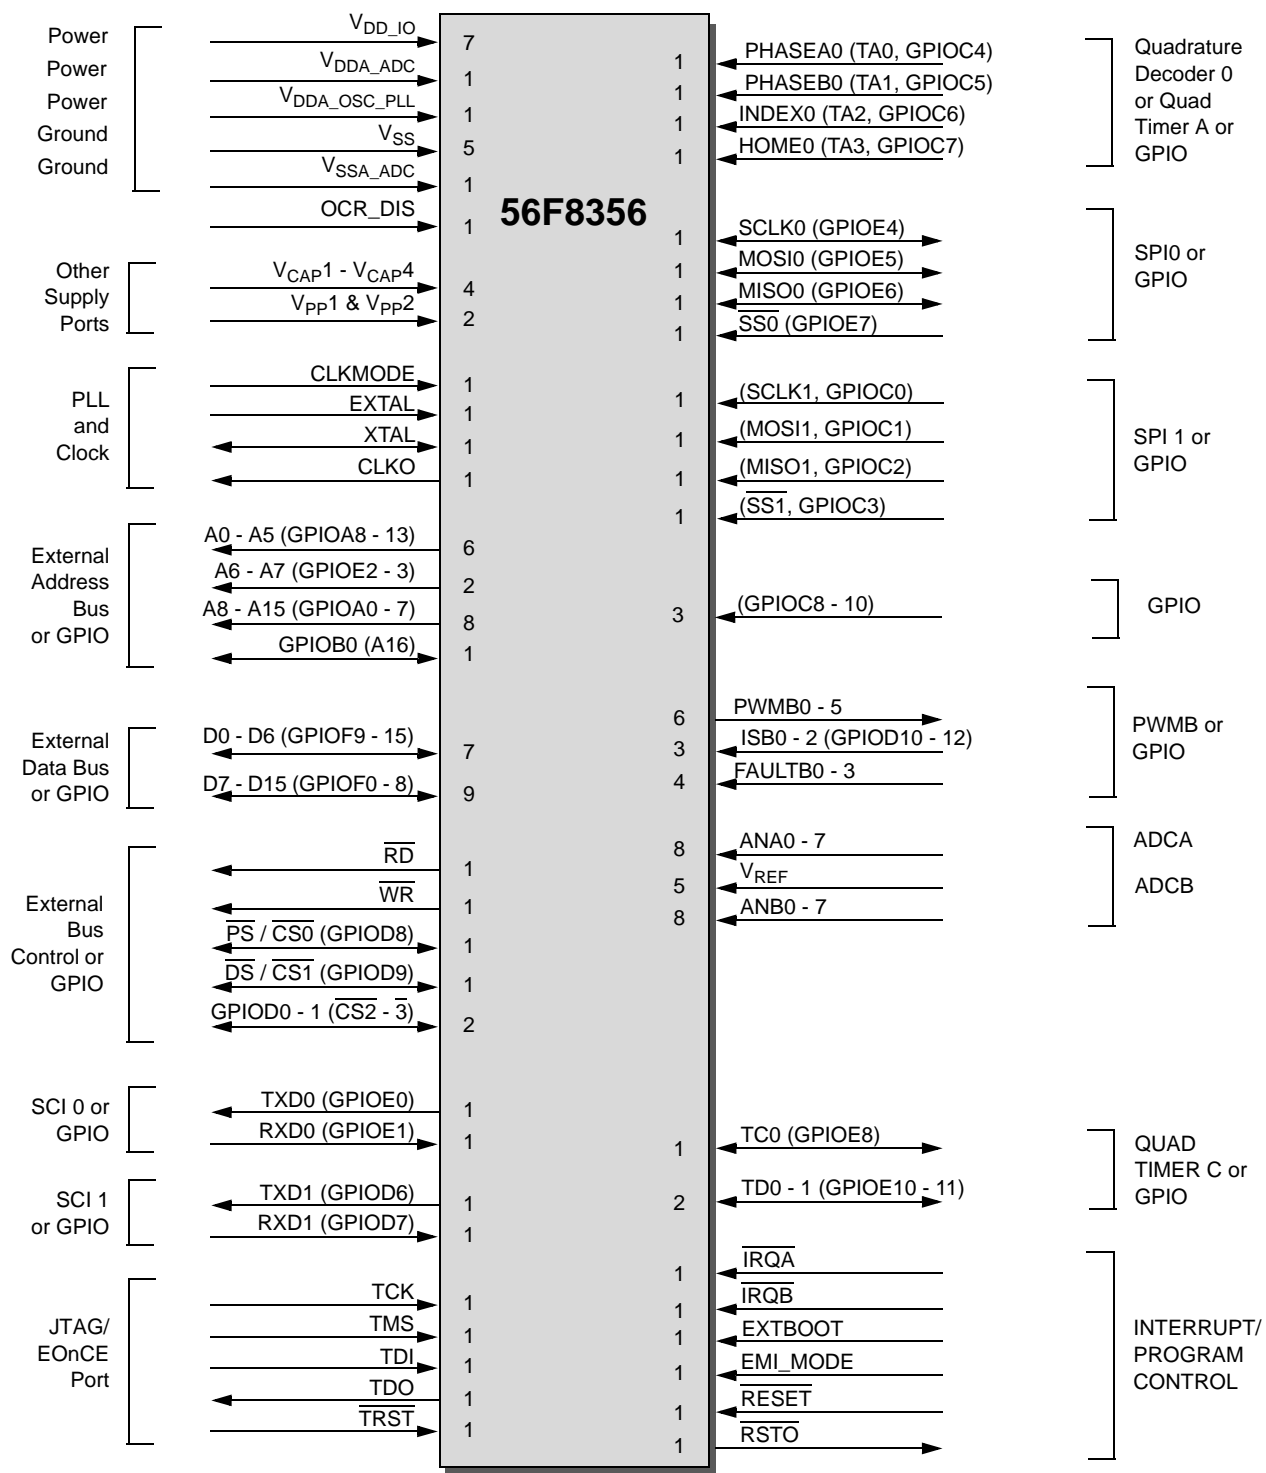 Power
Power
Power
Ground
Ground
VDD_IO
7
VDDA_ADC
1
VDDA_OSC_PLL
1
VSS
5
VSSA_ADC
1
OCR_DIS
1
Other
Supply
Ports
VCAP1 - VCAP4
4
VPP1 & VPP2
2
PLL
and
Clock
CLKMODE
1
EXTAL
1
XTAL
1
CLKO
1
External
Address
Bus
or GPIO
A0 - A5 (GPIOA8 - 13)
6
A6 - A7 (GPIOE2 - 3)
2
A8 - A15 (GPIOA0 - 7)
8
GPIOB0 (A16)
1
External
Data Bus
or GPIO
D0 - D6 (GPIOF9 - 15)
7
D7 - D15 (GPIOF0 - 8)
9
External
Bus
Control or
GPIO
RD
1
WR
1
PS / CS0 (GPIOD8)
1
DS / CS1 (GPIOD9)
1
GPIOD0 - 1 (CS2 - 3)
2
SCI 0 or
GPIO
TXD0 (GPIOE0)
1
RXD0 (GPIOE1)
1
SCI 1
or GPIO
TXD1 (GPIOD6)
1
RXD1 (GPIOD7)
1
JTAG/
EOnCE
Port
TCK
1
TMS
1
TDI
1
TDO
1
TRST
1
56F8356
1
PHASEA0 (TA0, GPIOC4)
1
PHASEB0 (TA1, GPIOC5)
1
INDEX0 (TA2, GPIOC6)
1
HOME0 (TA3, GPIOC7)
Quadrature
Decoder 0
or Quad
Timer A or
GPIO
1
SCLK0 (GPIOE4)
1
MOSI0 (GPIOE5)
1
MISO0 (GPIOE6)
1
SS0 (GPIOE7)
SPI0 or
GPIO
1
(SCLK1, GPIOC0)
1
(MOSI1, GPIOC1)
1
(MISO1, GPIOC2)
1
(SS1, GPIOC3)
SPI 1 or
GPIO
3
(GPIOC8 - 10)
GPIO
6
PWMB0 - 5
3
ISB0 - 2 (GPIOD10 - 12)
4
FAULTB0 - 3
PWMB or
GPIO
8
ANA0 - 7
5
VREF
8
ANB0 - 7
ADCA
ADCB
1
TC0 (GPIOE8)
2
TD0 - 1 (GPIOE10 - 11)
QUAD
TIMER C or
GPIO
1
IRQA
1
IRQB
1
EXTBOOT
1
EMI_MODE
1
RESET
1
RSTO
INTERRUPT/
PROGRAM
CONTROL